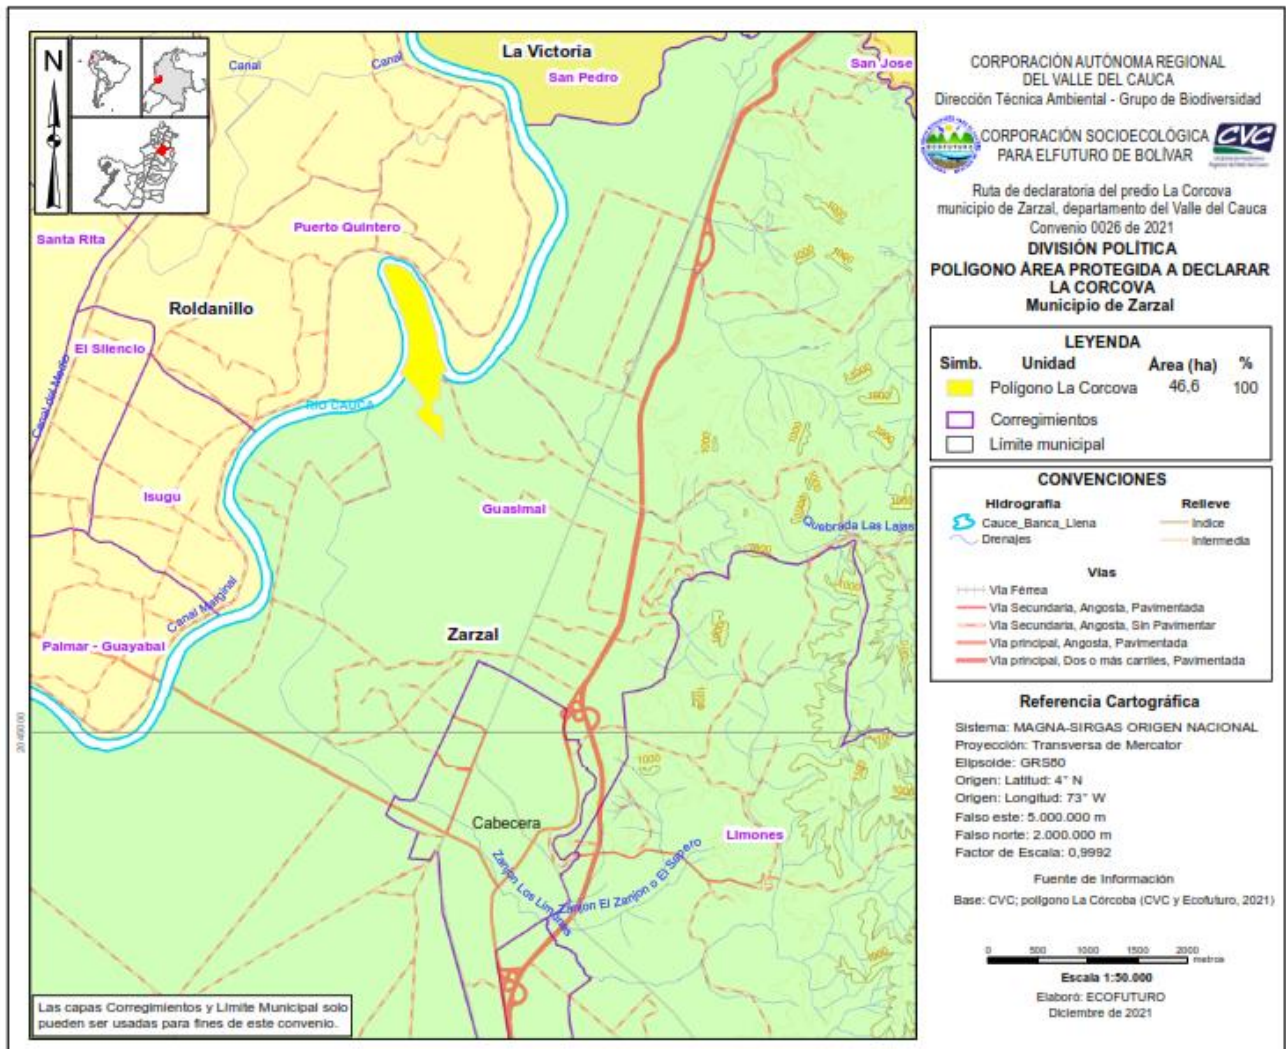 N
La Victoria
San Pedro
San Jose
Canal
Canal
Santa Rita
Puerto Quintero
Roldanillo
El Silencio
Canal del Medio
RIO CAUCA
Isugu
Guasimal
Quebrada Las Lajas
Canal Marginal
Palmar - Guayabal
Zarzal
Cabecera
Limones
Zanjon Los Limones
Zanjon El Zanjon o El Sapero
1000
Las capas Corregimientos y Límite Municipal solo
pueden ser usadas para fines de este convenio.
CORPORACIÓN AUTÓNOMA REGIONAL
DEL VALLE DEL CAUCA
Dirección Técnica Ambiental - Grupo de Biodiversidad
ECOFUTURO
CORPORACIÓN SOCIOECOLÓGICA
PARA ELFUTURO DE BOLÍVAR
CVC
Ruta de declaratoria del predio La Corcova
municipio de Zarzal, departamento del Valle del Cauca
Convenio 0026 de 2021
DIVISIÓN POLÍTICA
POLÍGONO ÁREA PROTEGIDA A DECLARAR
LA CORCOVA
Municipio de Zarzal
LEYENDA
Simb. Unidad Área (ha) %
Polígono La Corcova 46,6 100
Corregimientos
Límite municipal
CONVENCIONES
Hidrografía Relieve
Cauce_Banca_Llena Indice
Drenajes Intermedia
Vías
Vía Férrea
Vía Secundaria, Angosta, Pavimentada
Vía Secundaria, Angosta, Sin Pavimentar
Vía principal, Angosta, Pavimentada
Vía principal, Dos o más carriles, Pavimentada
Referencia Cartográfica
Sistema: MAGNA-SIRGAS ORIGEN NACIONAL
Proyección: Transversa de Mercator
Elipsoide: GRS80
Origen: Latitud: 4° N
Origen: Longitud: 73° W
Falso este: 5.000.000 m
Falso norte: 2.000.000 m
Factor de Escala: 0,9992
Fuente de Información
Base: CVC; polígono La Córcoba (CVC y Ecofuturo, 2021)
0 500 1000 1500 2000
metros
Escala 1:50.000
Elaboró: ECOFUTURO
Diciembre de 2021